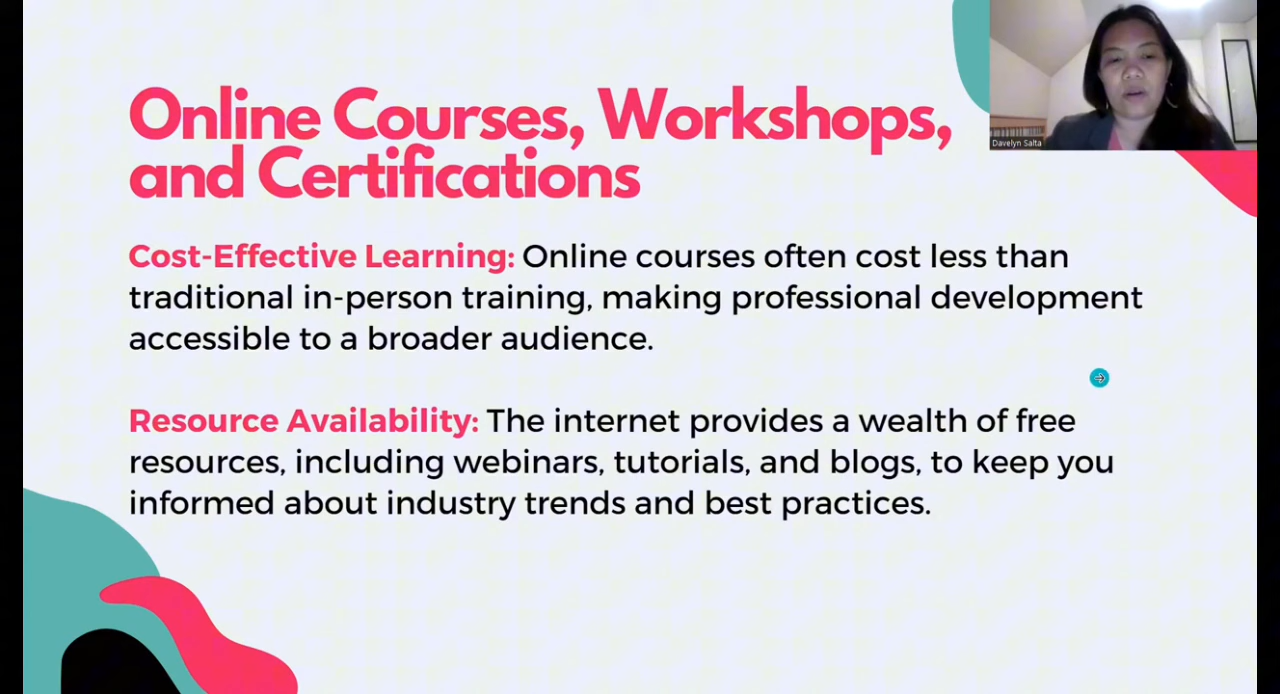 Online Courses, Workshops,
and Certifications
Davelyn Salta
Cost-Effective Learning: Online courses often cost less than
traditional in-person training, making professional development
accessible to a broader audience.
Resource Availability: The internet provides a wealth of free
resources, including webinars, tutorials, and blogs, to keep you
informed about industry trends and best practices.